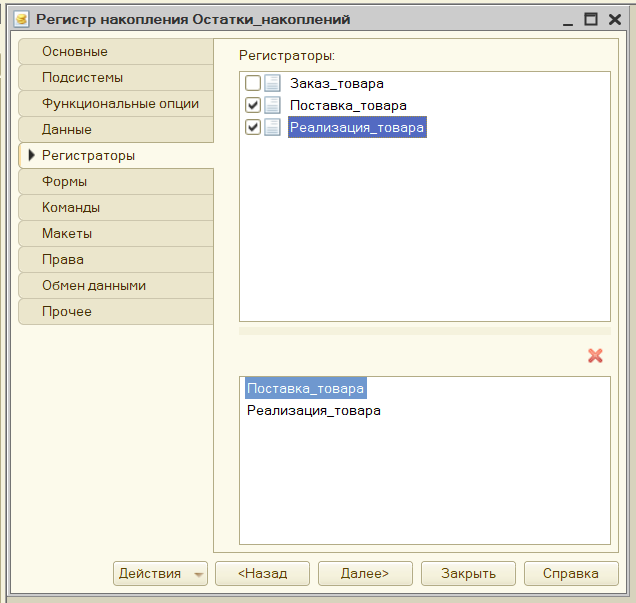 Регистр накопления Остатки_накоплений
Основные
Подсистемы
Функциональные опции
Данные
Регистраторы
Формы
Команды
Макеты
Права
Обмен данными
Прочее
Регистраторы:
Заказ_товара
Поставка_товара
Реализация_товара
Поставка_товара
Реализация_товара
Действия
<Назад
Далее>
Закрыть
Справка